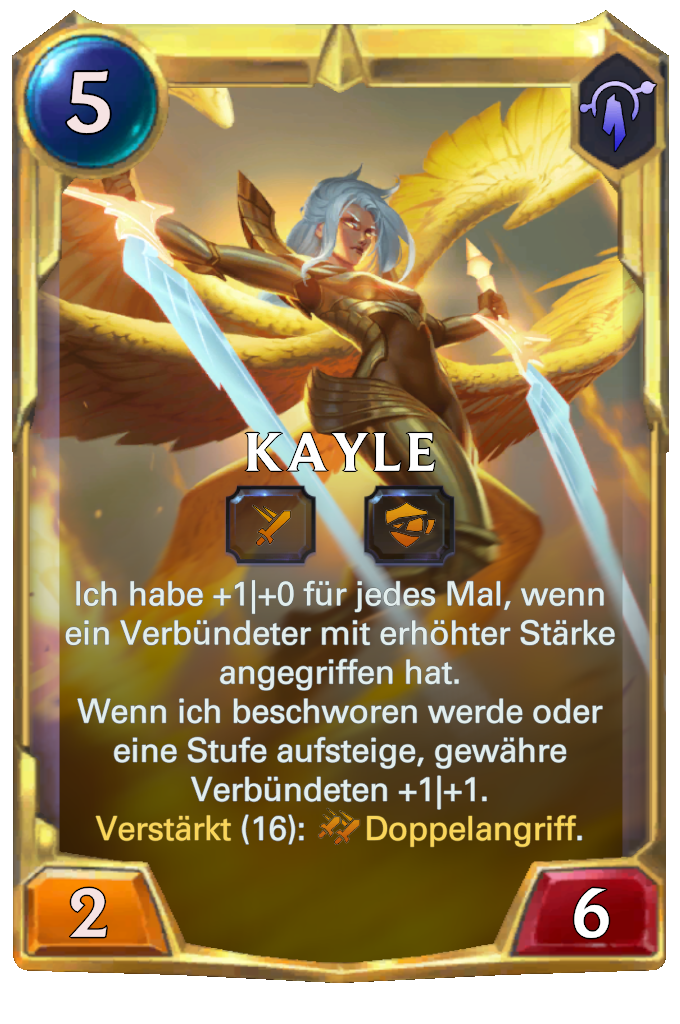 5
KAYLE
Ich habe +1|+0 für jedes Mal, wenn
ein Verbündeter mit erhöhter Stärke
angegriffen hat.
Wenn ich beschworen werde oder
eine Stufe aufsteige, gewähre
Verbündeten +1|+1.
Verstärkt (16): Doppelangriff.
2
6